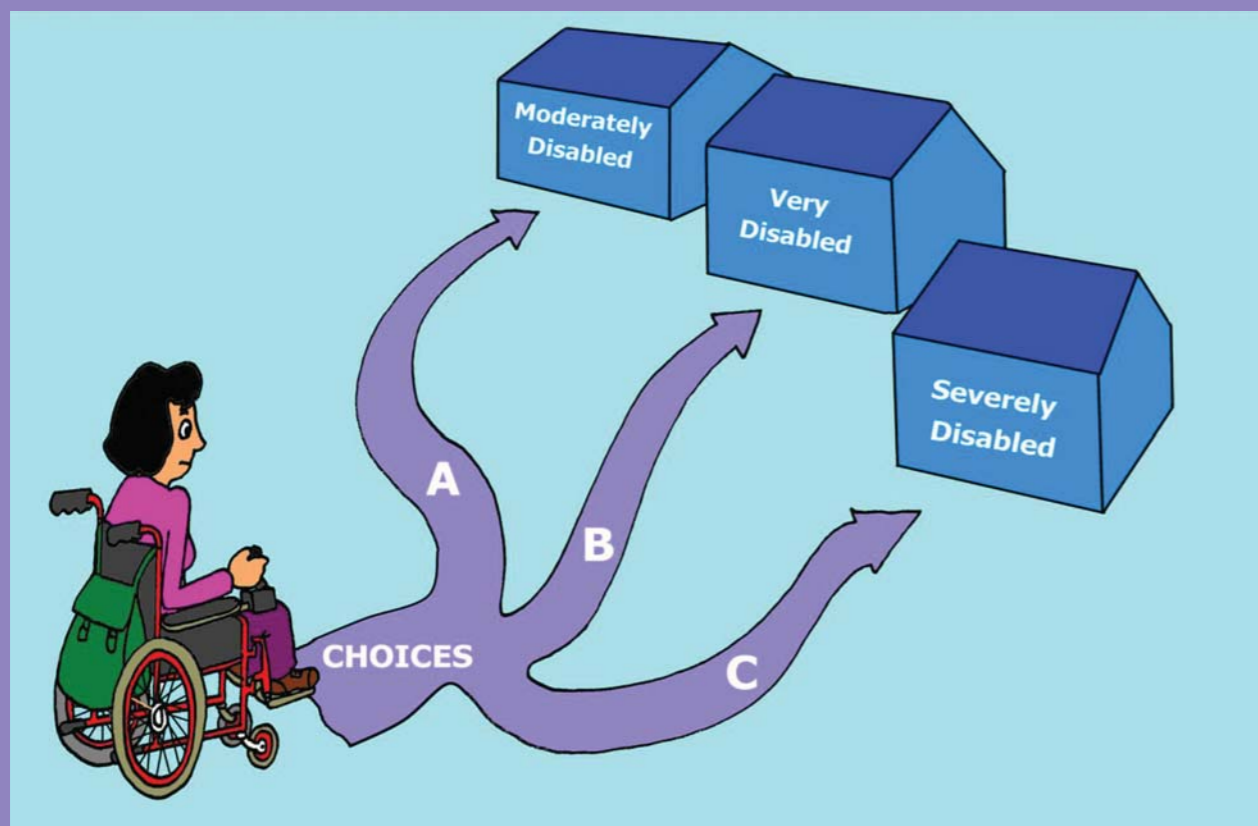 Moderately
Disabled
Very
Disabled
Severely
Disabled
A
B
CHOICES
C